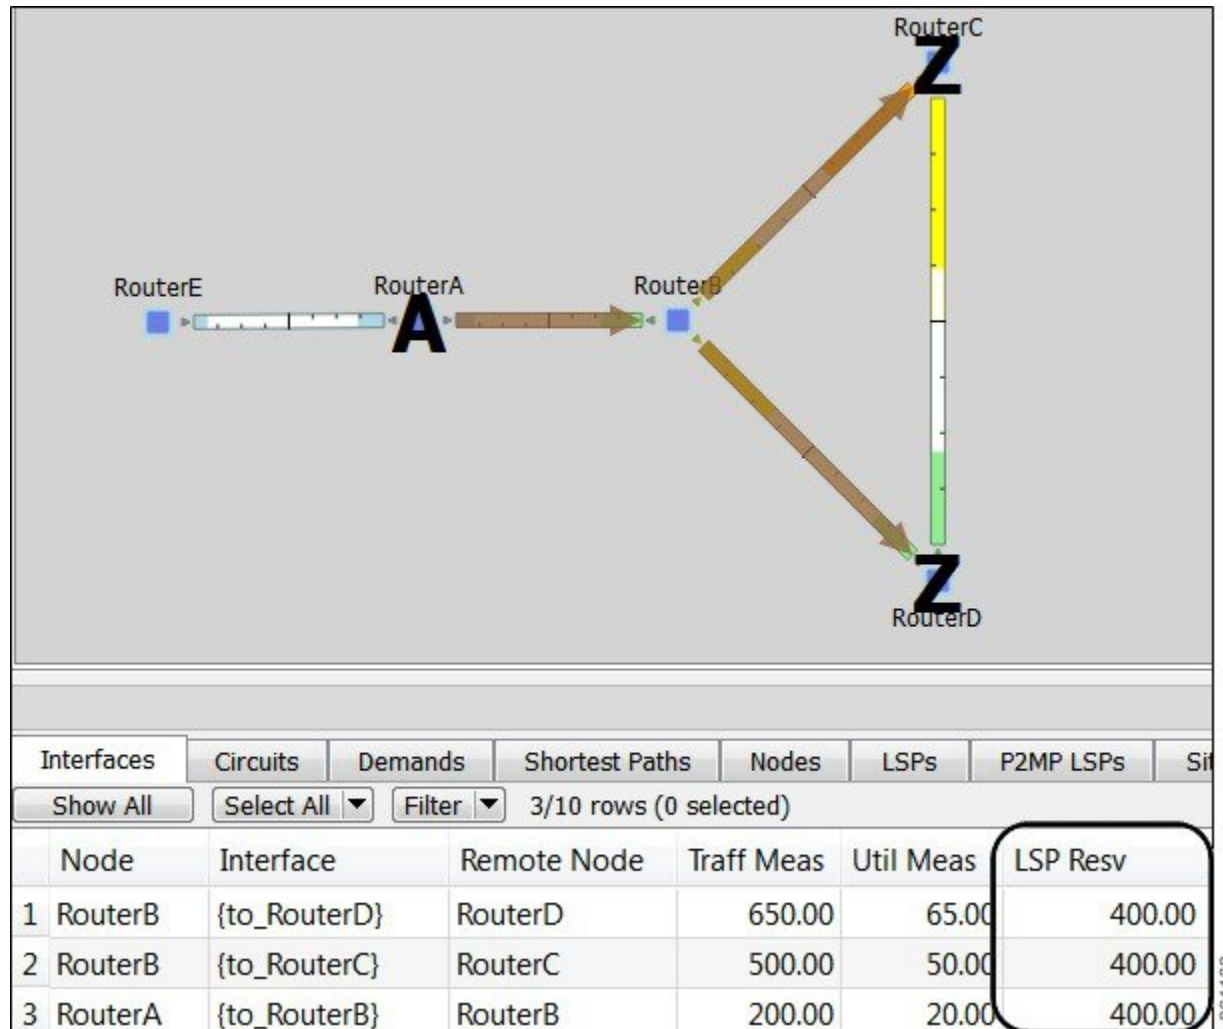 RouterC
Z
RouterE
RouterA
RouterB
A
Z
RouterD
Interfaces Circuits Demands Shortest Paths Nodes LSPs P2MP LSPs
Show All Select All Filter 3/10 rows (0 selected)
Node Interface Remote Node Traff Meas Util Meas LSP Resv
1 RouterB {to_RouterD} RouterD 650.00 65.00 400.00
2 RouterB {to_RouterC} RouterC 500.00 50.00 400.00
3 RouterA {to_RouterB} RouterB 200.00 20.00 400.00